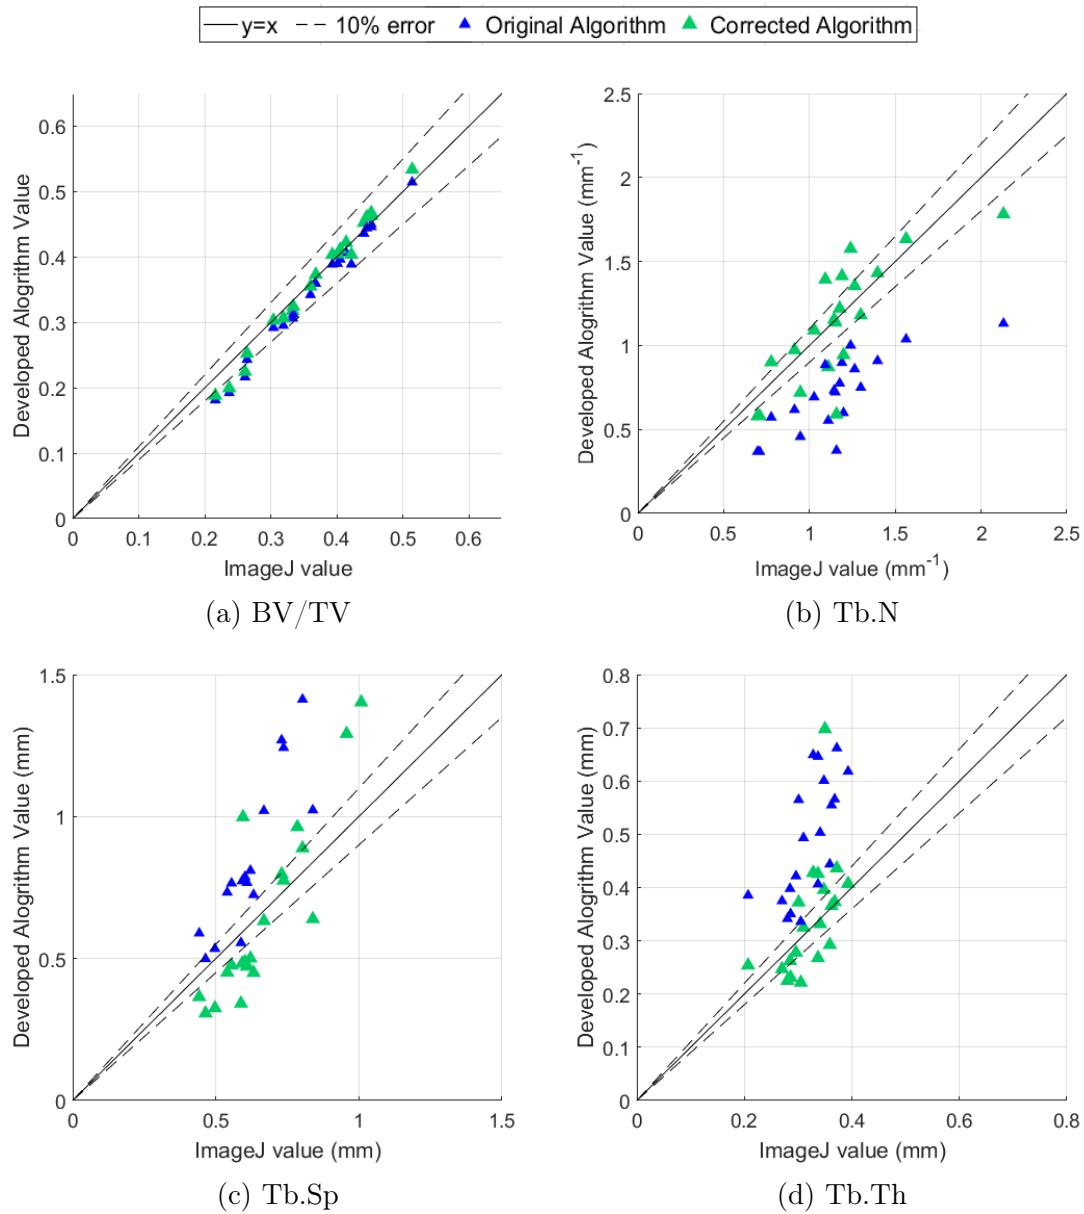 y=x 10% error Original Algorithm Corrected Algorithm
0.6
0.5
0.4
0.3
0.2
0.1
0
Developed Alogrithm Value
0 0.1 0.2 0.3 0.4 0.5 0.6
ImageJ value
(a) BV/TV
2.5
2
1.5
1
0.5
0
Developed Alogrithm Value (mm⁻¹)
0 0.5 1 1.5 2 2.5
ImageJ value (mm⁻¹)
(b) Tb.N
1.5
1
0.5
0
Developed Alogrithm Value (mm)
0 0.5 1 1.5
ImageJ value (mm)
(c) Tb.Sp
0.8
0.7
0.6
0.5
0.4
0.3
0.2
0.1
0
Developed Alogrithm Value (mm)
0 0.2 0.4 0.6 0.8
ImageJ value (mm)
(d) Tb.Th